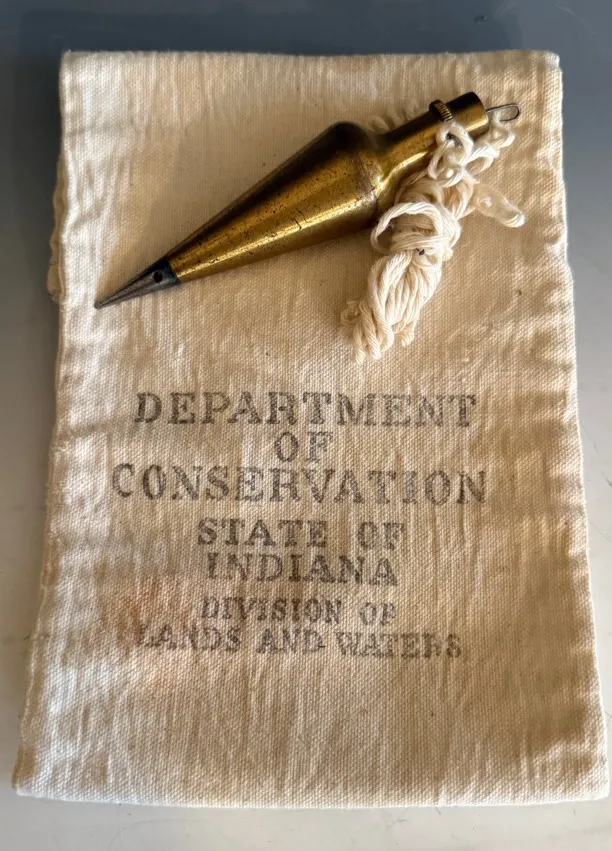 DEPARTMENT
OF
CONSERVATION
STATE OF
INDIANA
DIVISION OF
LANDS AND WATERS